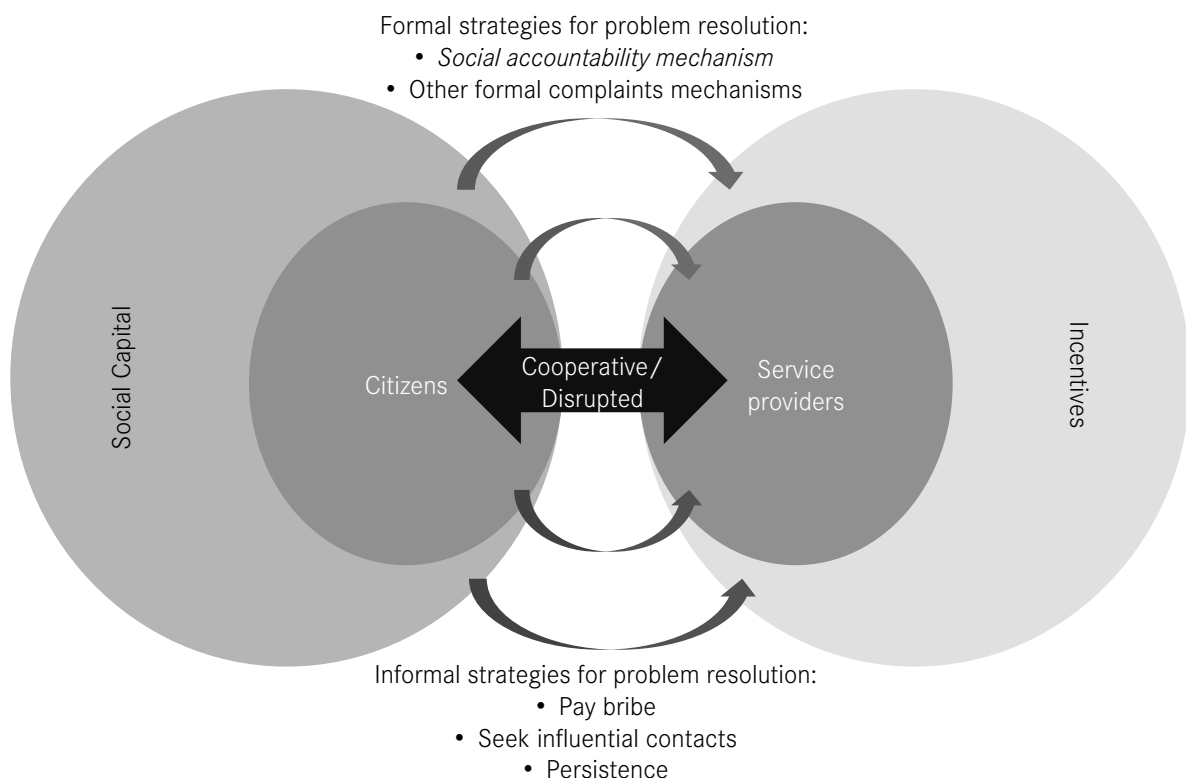 Formal strategies for problem resolution:
• Social accountability mechanism
• Other formal complaints mechanisms
Social Capital
Citizens
Cooperative/
Disrupted
Service
providers
Incentives
Informal strategies for problem resolution:
• Pay bribe
• Seek influential contacts
• Persistence